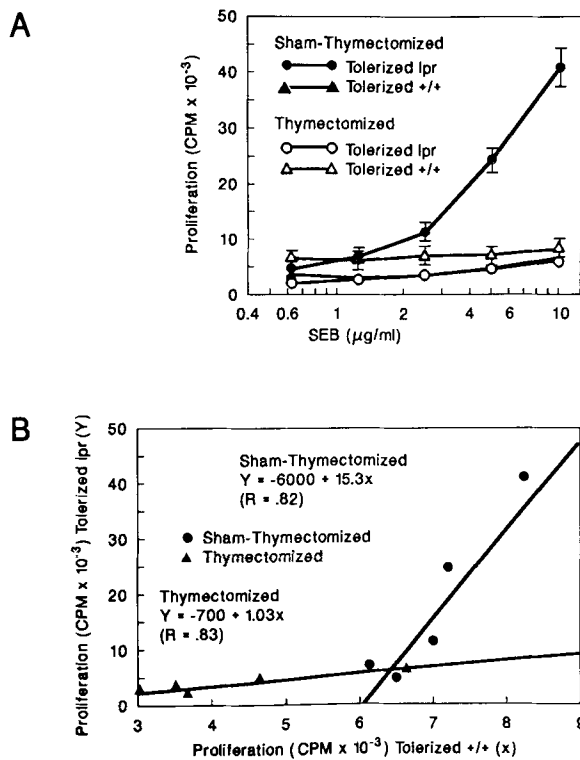 A
Proliferation (CPM x 10⁻³)
50
40
30
20
10
0
Sham-Thymectomized
Tolerized lpr
Tolerized +/+
Thymectomized
Tolerized lpr
Tolerized +/+
0.4 0.6 1 2 4 6 10
SEB (µg/ml)
B
Proliferation (CPM x 10⁻³) Tolerized lpr (Y)
50
40
30
20
10
0
Sham-Thymectomized
Y = -6000 + 15.3x
(R = .82)
Sham-Thymectomized
Thymectomized
Thymectomized
Y = -700 + 1.03x
(R = .83)
3 4 5 6 7 8 9
Proliferation (CPM x 10⁻³) Tolerized +/+ (x)